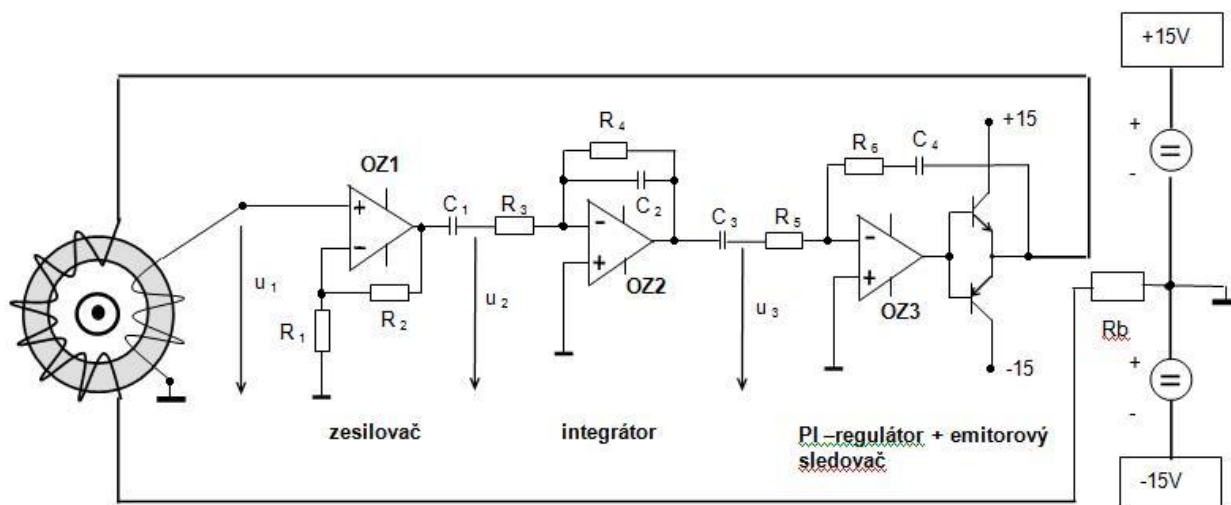 +15V
+
-
+
-
-15V
Rb
+15
-15
R 4
C 2
R 6
C 4
OZ1
+
-
C 1
R 3
-
+
OZ2
C 3
R 5
-
+
OZ3
u 1
R 1
R 2
u 2
u 3
zesilovač
integrátor
PI –regulátor + emitorový
sledovač